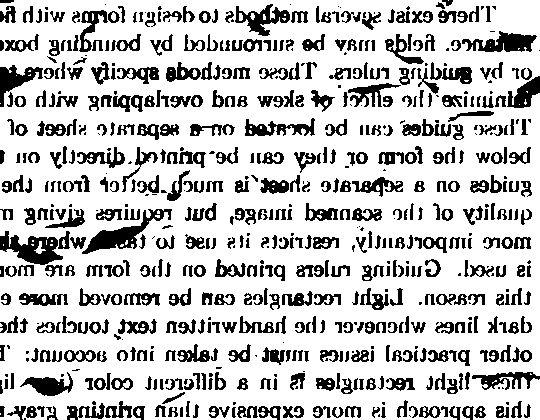 There exist several methods to design forms with fi
instance, fields may be surrounded by bounding boxe
or by guiding rulers. These methods specify where to
minimize the effect of skew and overlapping with oth
These guides can be located on a separate sheet of
below the form or they can be printed directly on t
guides on a separate sheet is much better from the
quality of the scanned image, but requires giving m
more importantly, restricts its use to tasks where th
is used. Guiding rulers printed on the form are mor
this reason. Light rectangles can be removed more e
dark lines whenever the handwritten text touches the
other practical issues must be taken into account: T
these light rectangles is in a different color (i.e. lig
this approach is more expensive than printing gray-